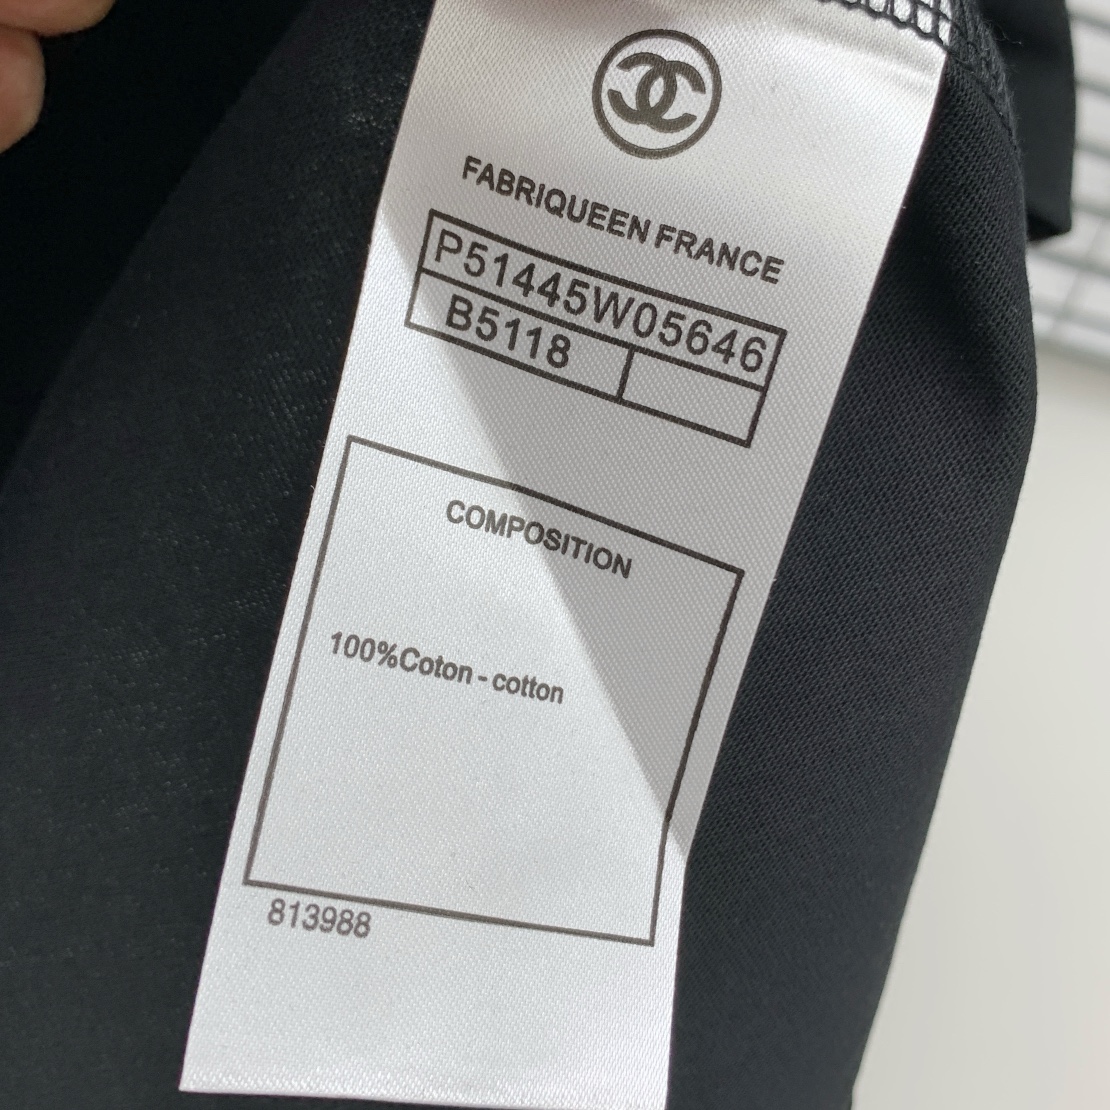 FABRIQUEEN FRANCE
P51445W05646
B5118
COMPOSITION
100%Coton - cotton
813988